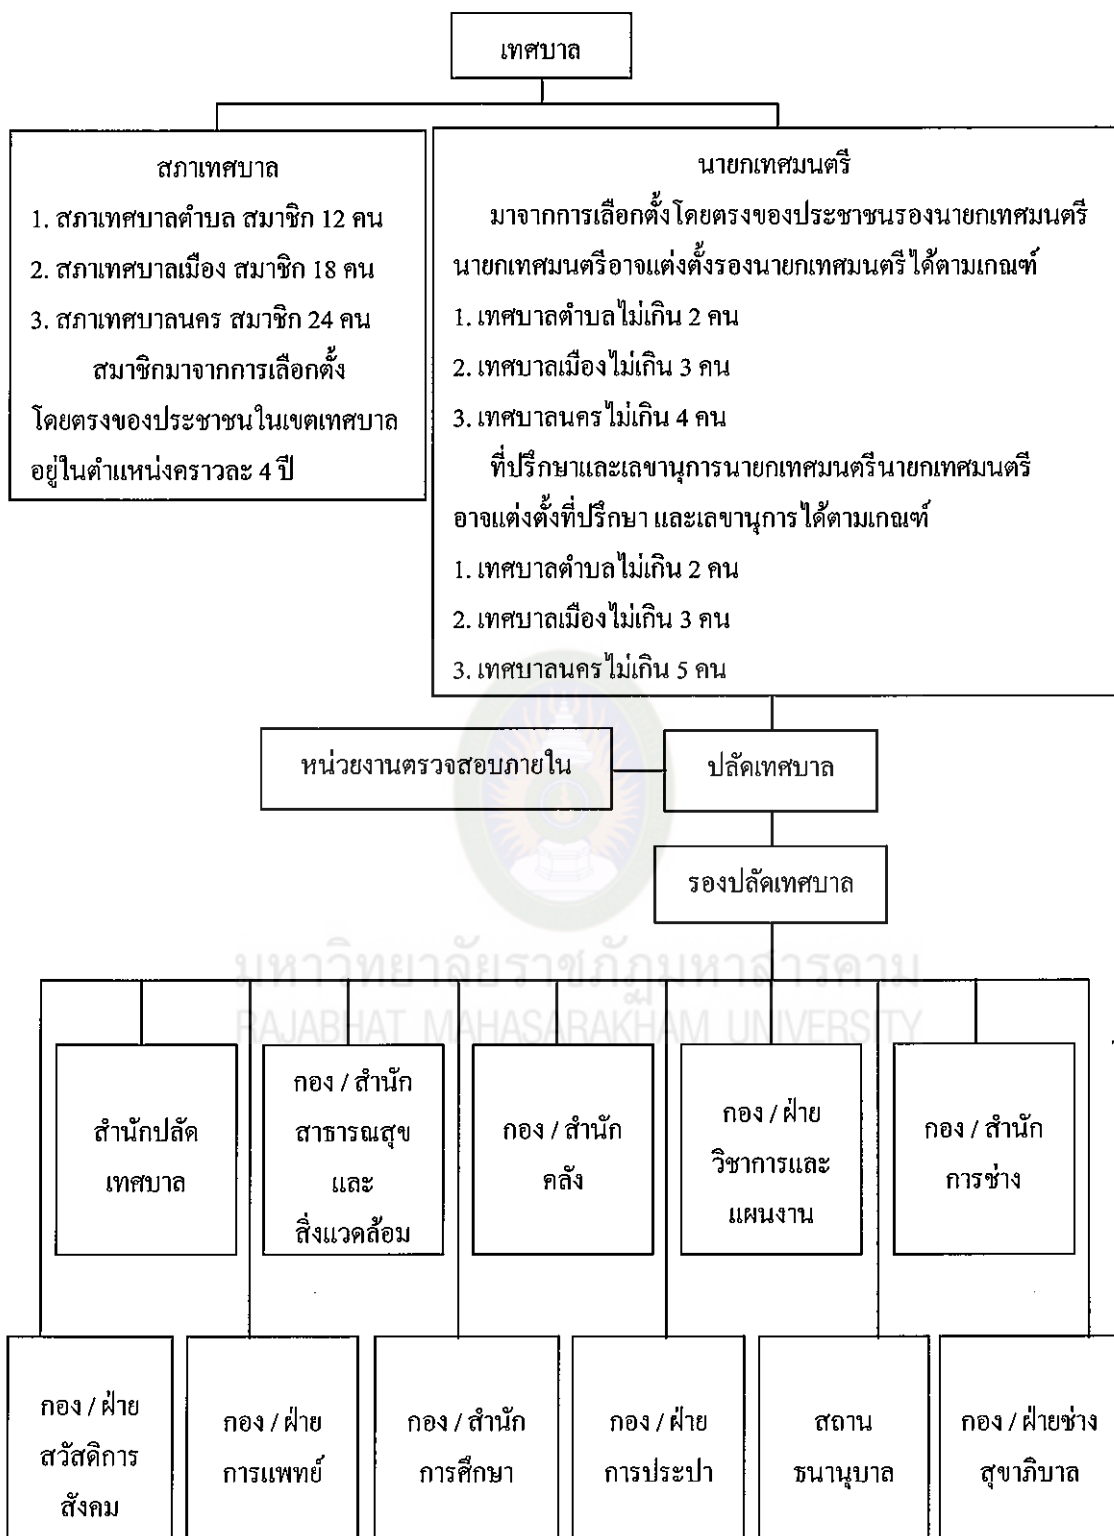 เทศบาล
สภาเทศบาล
1. สภาเทศบาลตำบล สมาชิก 12 คน
2. สภาเทศบาลเมือง สมาชิก 18 คน
3. สภาเทศบาลนคร สมาชิก 24 คน
สมาชิกมาจากการเลือกตั้ง
โดยตรงของประชาชนในเขตเทศบาล
อยู่ในตำแหน่งคราวละ 4 ปี
นายกเทศมนตรี
มาจากการเลือกตั้งโดยตรงของประชาชนรองนายกเทศมนตรี
นายกเทศมนตรีอาจแต่งตั้งรองนายกเทศมนตรีได้ตามเกณฑ์
1. เทศบาลตำบลไม่เกิน 2 คน
2. เทศบาลเมืองไม่เกิน 3 คน
3. เทศบาลนครไม่เกิน 4 คน
ที่ปรึกษาและเลขานุการนายกเทศมนตรีนายกเทศมนตรี
อาจแต่งตั้งที่ปรึกษา และเลขานุการได้ตามเกณฑ์
1. เทศบาลตำบลไม่เกิน 2 คน
2. เทศบาลเมืองไม่เกิน 3 คน
3. เทศบาลนครไม่เกิน 5 คน
หน่วยงานตรวจสอบภายใน
ปลัดเทศบาล
รองปลัดเทศบาล
มหาวิทยาลัยราชภัฏมหาสารคาม
RAJABHAT MAHASARAKHAM UNIVERSITY
สำนักปลัด
เทศบาล
กอง / สำนัก
สาธารณสุข
และ
สิ่งแวดล้อม
กอง / สำนัก
คลัง
กอง / ฝ่าย
วิชาการและ
แผนงาน
กอง / สำนัก
การช่าง
กอง / ฝ่าย
สวัสดิการ
สังคม
กอง / ฝ่าย
การแพทย์
กอง / สำนัก
การศึกษา
กอง / ฝ่าย
การประปา
สถาน
ธนานุบาล
กอง / ฝ่ายช่าง
สุขาภิบาล